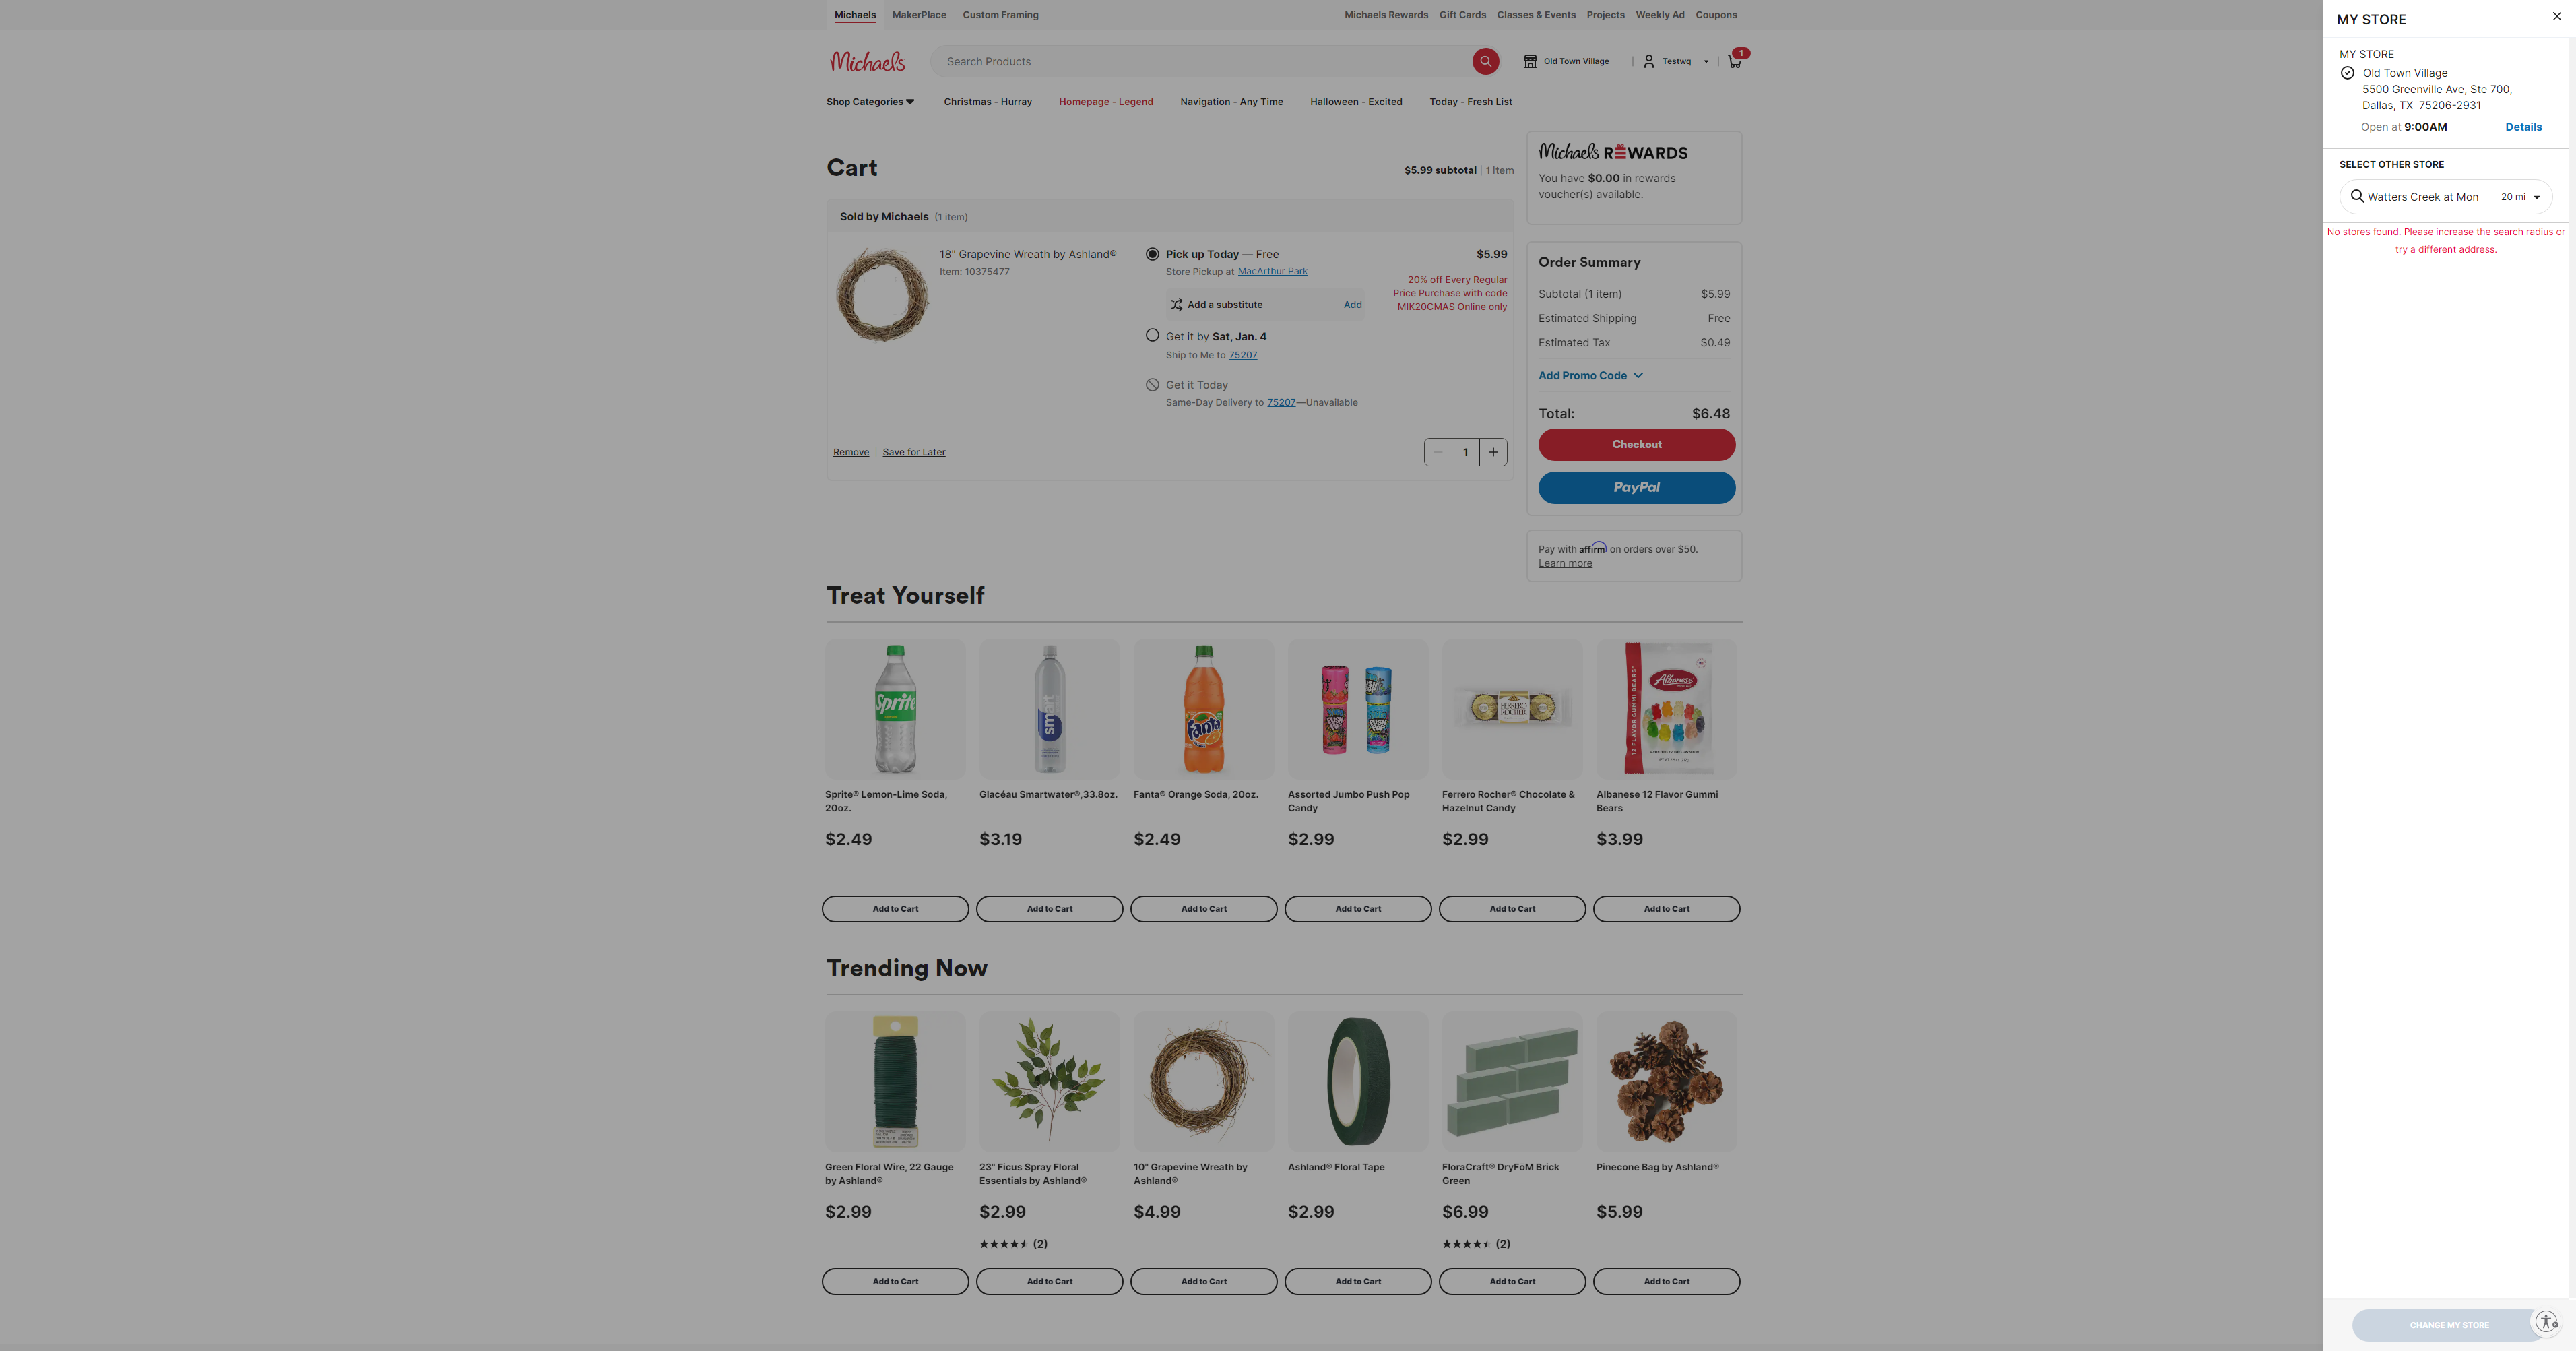 Michaels MakerPlace Custom Framing
Michaels Rewards Gift Cards Classes & Events Projects Weekly Ad Coupons
Michaels
Search Products
Old Town Village
Testwq
1
Shop Categories Christmas - Hurray Homepage - Legend Navigation - Any Time Halloween - Excited Today - Fresh List
Cart
$5.99 subtotal | 1 Item
Sold by Michaels (1 item)
18" Grapevine Wreath by Ashland®
Item: 10375477
Pick up Today — Free
Store Pickup at MacArthur Park
Add a substitute Add
Get it by Sat, Jan. 4
Ship to Me to 75207
Get it Today
Same-Day Delivery to 75207—Unavailable
$5.99
20% off Every Regular
Price Purchase with code
MIK20CMAS Online only
Remove Save for Later
1
Michaels REWARDS
You have $0.00 in rewards
voucher(s) available.
Order Summary
Subtotal (1 item) $5.99
Estimated Shipping Free
Estimated Tax $0.49
Add Promo Code
Total: $6.48
Checkout
PayPal
Pay with affirm on orders over $50.
Learn more
Treat Yourself
Sprite
smart
Fanta
PUSH POP
PUSH POP
FERRERO ROCHER
Albanese
12 FLAVOR GUMMI BEARS
Sprite® Lemon-Lime Soda,
20oz.
$2.49
Add to Cart
Glacéau Smartwater®,33.8oz.
$3.19
Add to Cart
Fanta® Orange Soda, 20oz.
$2.49
Add to Cart
Assorted Jumbo Push Pop
Candy
$2.99
Add to Cart
Ferrero Rocher® Chocolate &
Hazelnut Candy
$2.99
Add to Cart
Albanese 12 Flavor Gummi
Bears
$3.99
Add to Cart
Trending Now
Green Floral Wire, 22 Gauge
by Ashland®
$2.99
Add to Cart
23" Ficus Spray Floral
Essentials by Ashland®
$2.99
(2)
Add to Cart
10" Grapevine Wreath by
Ashland®
$4.99
Add to Cart
Ashland® Floral Tape
$2.99
Add to Cart
FloraCraft® DryFōM Brick
Green
$6.99
(2)
Add to Cart
Pinecone Bag by Ashland®
$5.99
Add to Cart
MY STORE
MY STORE
Old Town Village
5500 Greenville Ave, Ste 700,
Dallas, TX 75206-2931
Open at 9:00AM Details
SELECT OTHER STORE
Watters Creek at Mon 20 mi
No stores found. Please increase the search radius or
try a different address.
CHANGE MY STORE